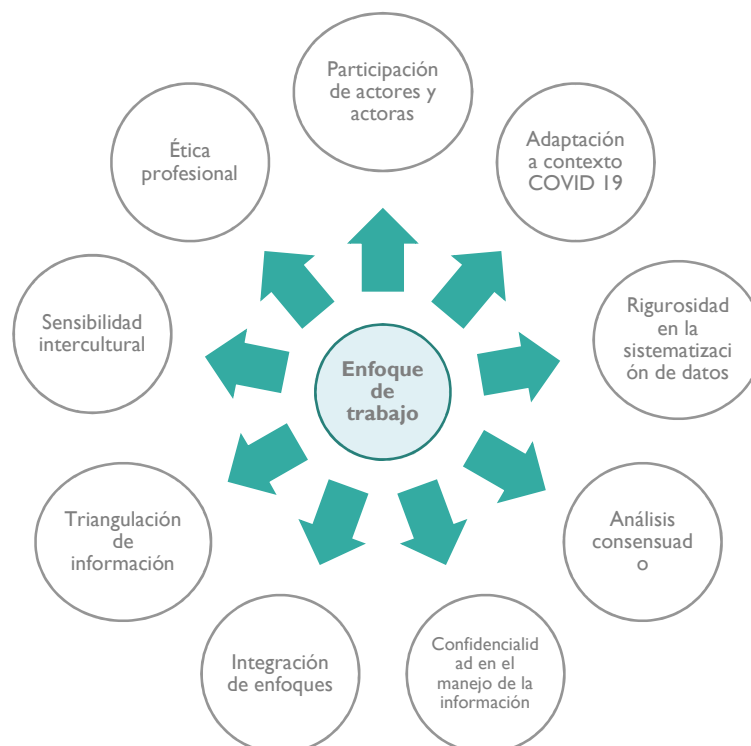 Participación
de actores y
actoras
Adaptación
a contexto
COVID 19
Rigurosidad
en la
sistematizaci
ón de datos
Análisis
consensuad
o
Confidencialid
ad en el
manejo de la
información
Integración
de enfoques
Triangulación
de
información
Sensibilidad
intercultural
Ética
profesional
Enfoque
de
trabajo